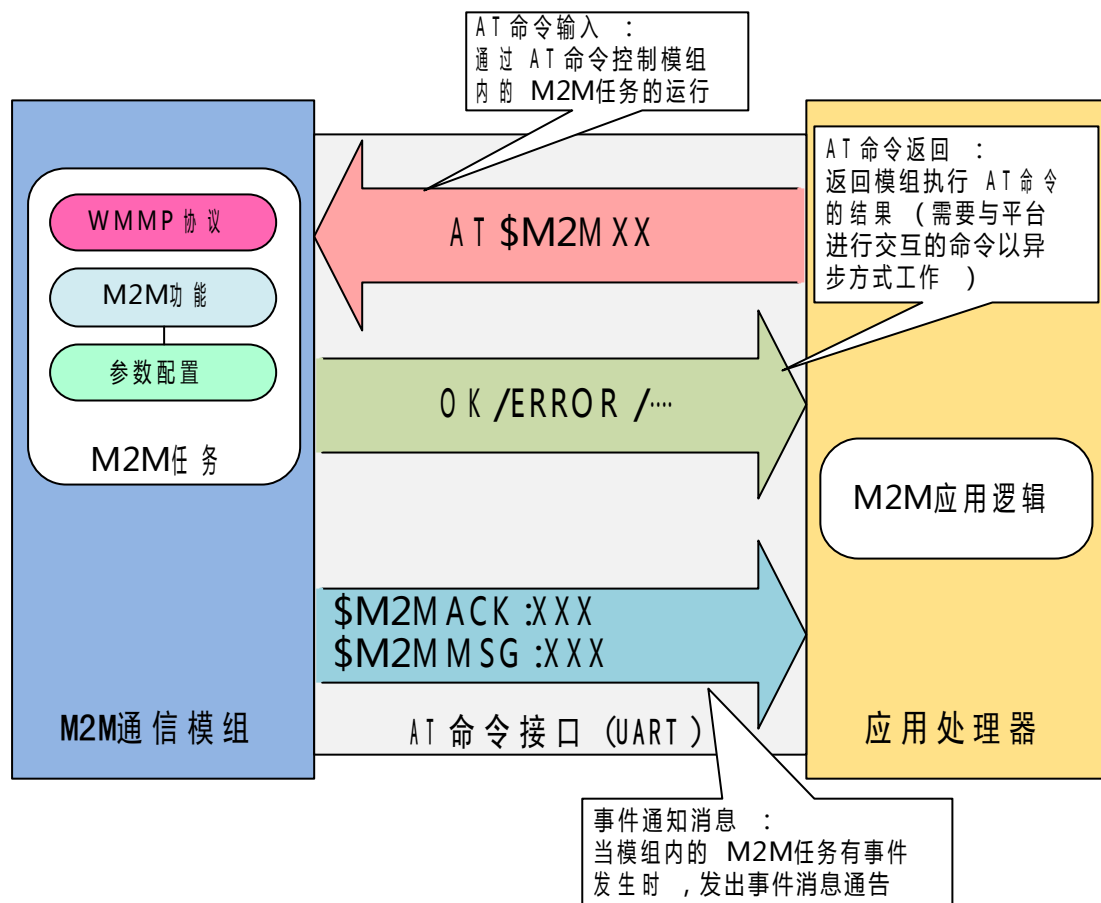 AT命令输入 :
通过 AT命令控制模组
内的 M2M任务的运行
AT命令返回 :
返回模组执行 AT命令
的结果 (需要与平台
进行交互的命令以异
步方式工作 )
WMMP协议
M2M功能
参数配置
M2M任务
AT $M2MXX
OK /ERROR /····
M2M应用逻辑
$M2MACK :XXX
$M2MMSG :XXX
M2M通信模组
AT命令接口 (UART )
应用处理器
事件通知消息 :
当模组内的 M2M任务有事件
发生时 ,发出事件消息通告